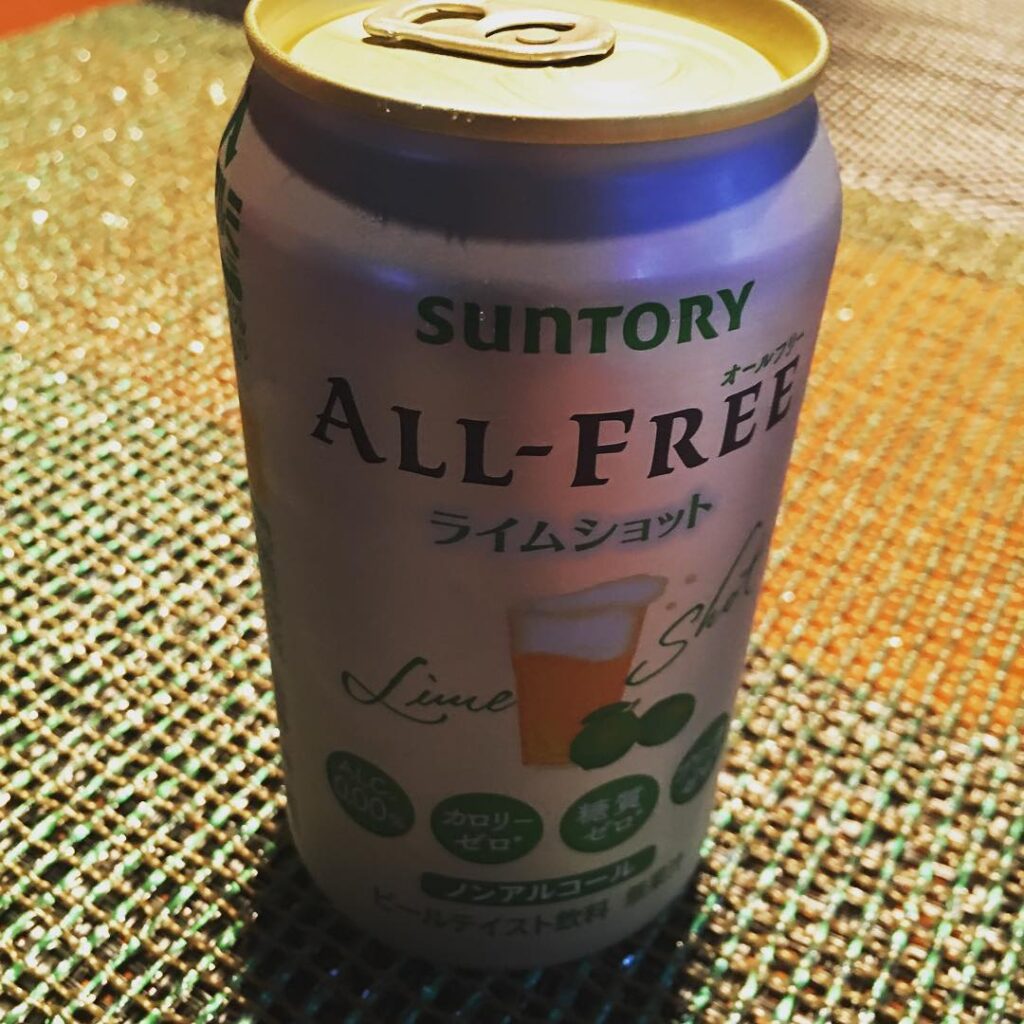 SUNTORY
オールフリー
ALL-FREE
ライムショット
Lime Shot
ALC. 0.00%
カロリー
ゼロ*
糖質
ゼロ*
ノンアルコール
ビールテイスト飲料